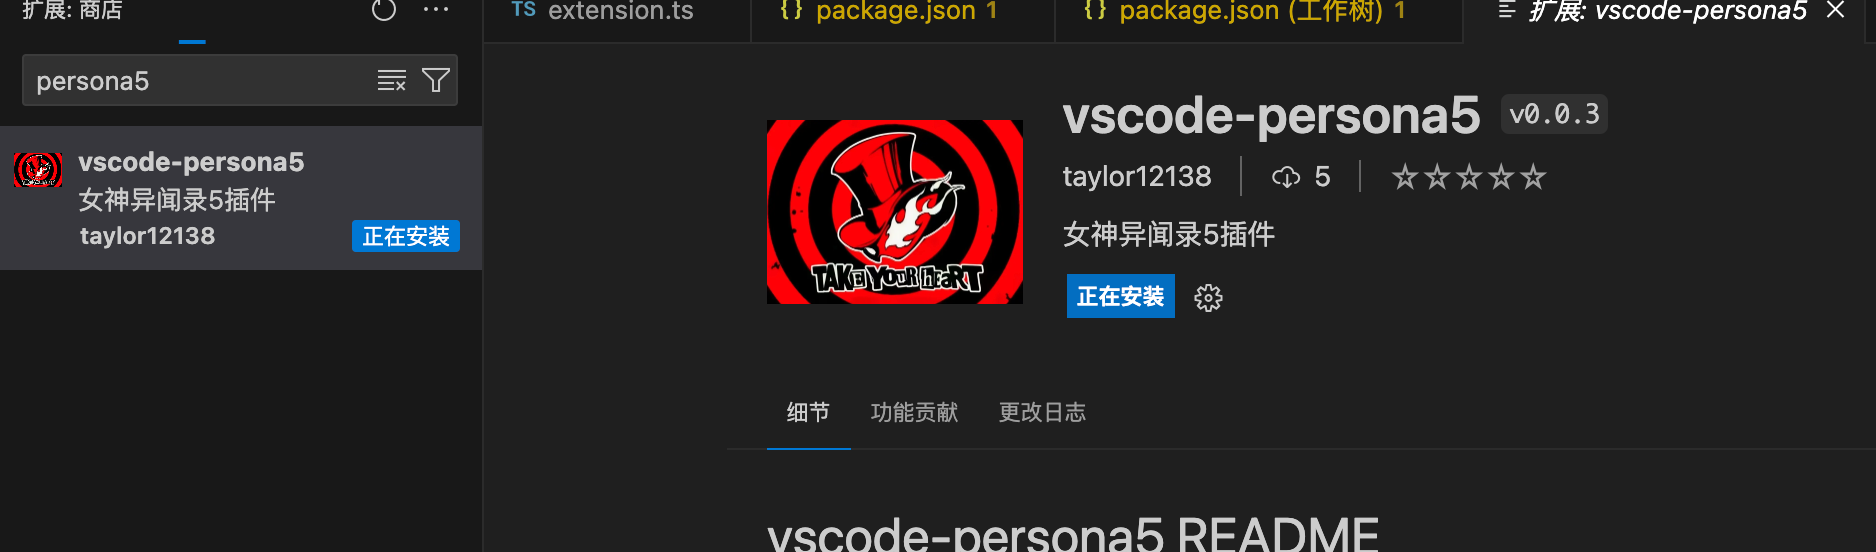 扩展: 商店
persona5
vscode-persona5
女神异闻录5插件
taylor12138
正在安装
TS extension.ts
{} package.json 1
{} package.json (工作树) 1
扩展: vscode-persona5
TAKE YOUR HEART
vscode-persona5 v0.0.3
taylor12138 5
女神异闻录5插件
正在安装
细节 功能贡献 更改日志
vscode-persona5 README